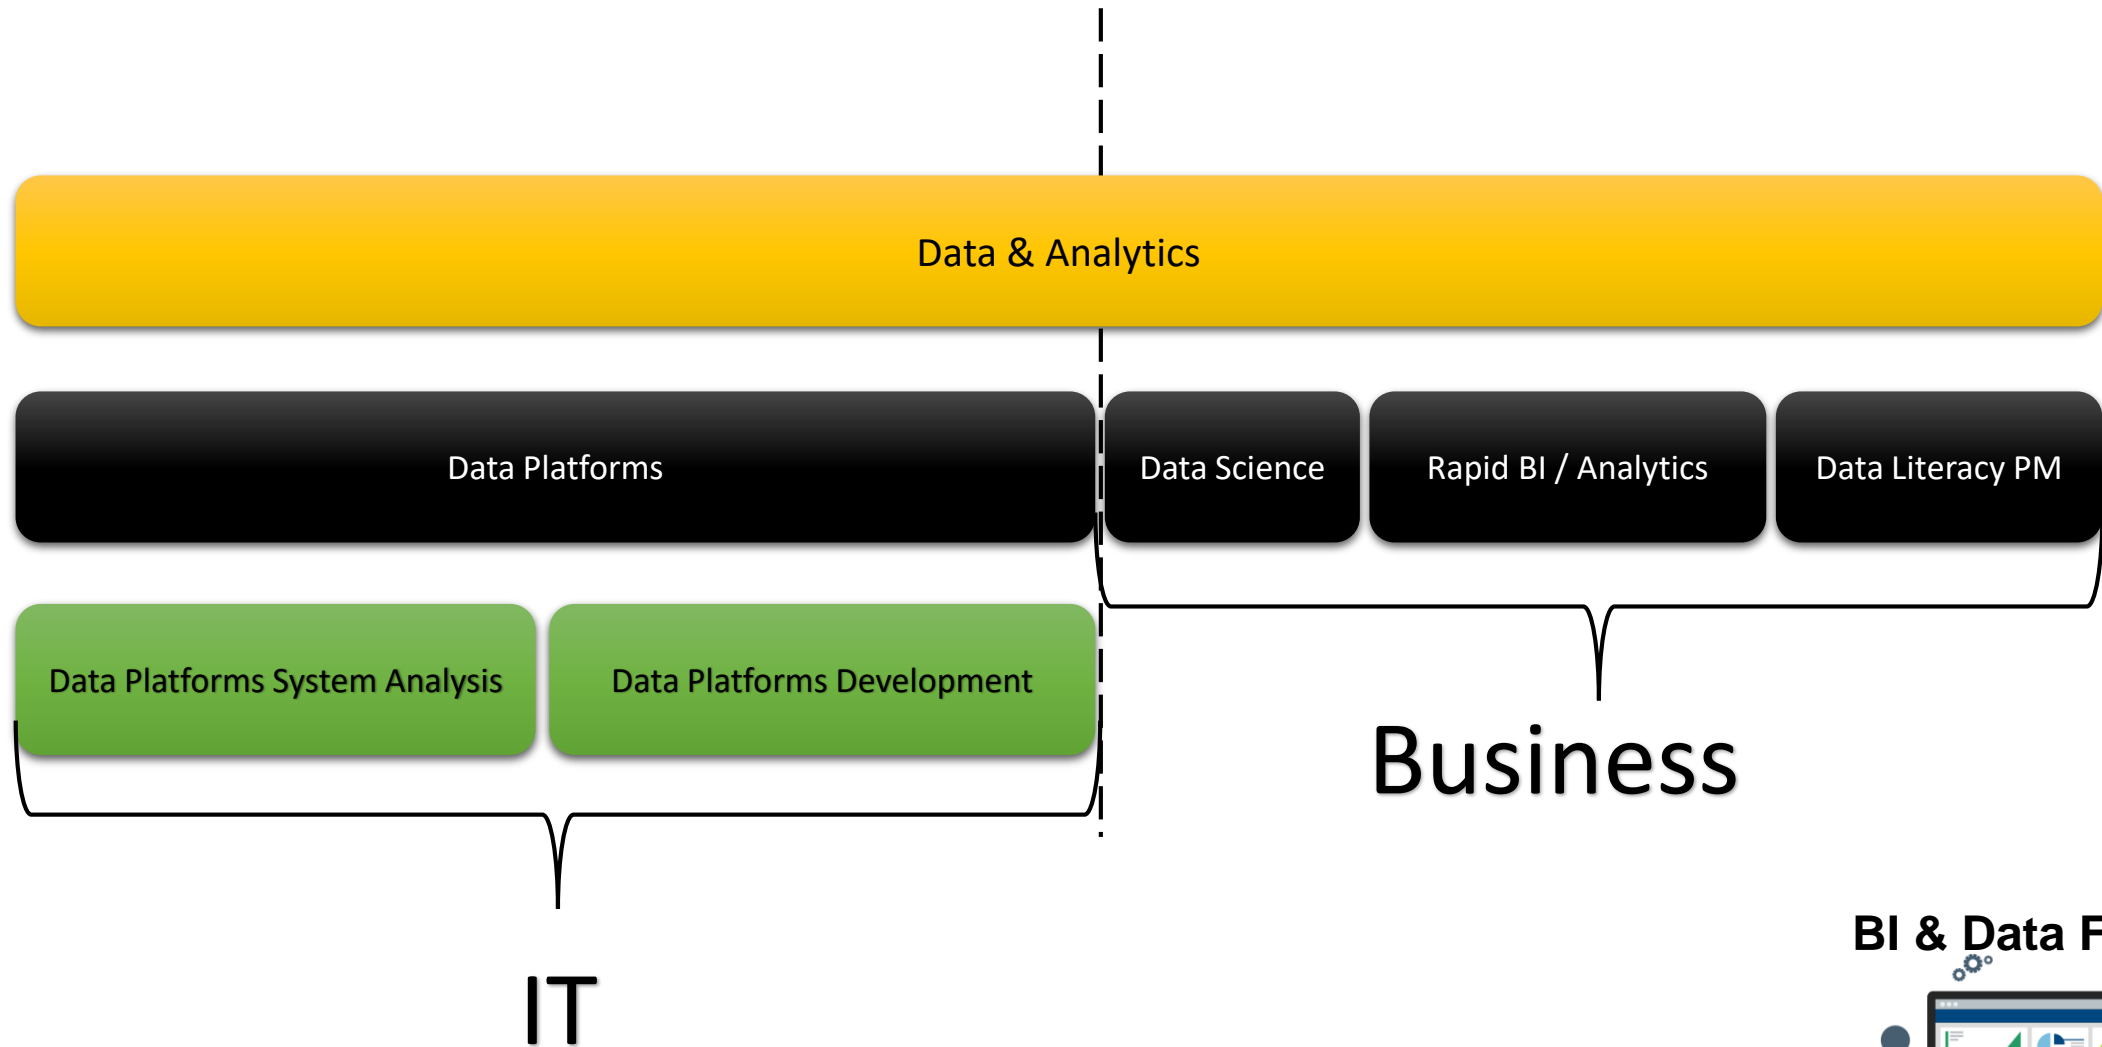 Data & Analytics
Data Platforms
Data Science
Rapid BI / Analytics
Data Literacy PM
Data Platforms System Analysis
Data Platforms Development
Business
IT
BI & Data